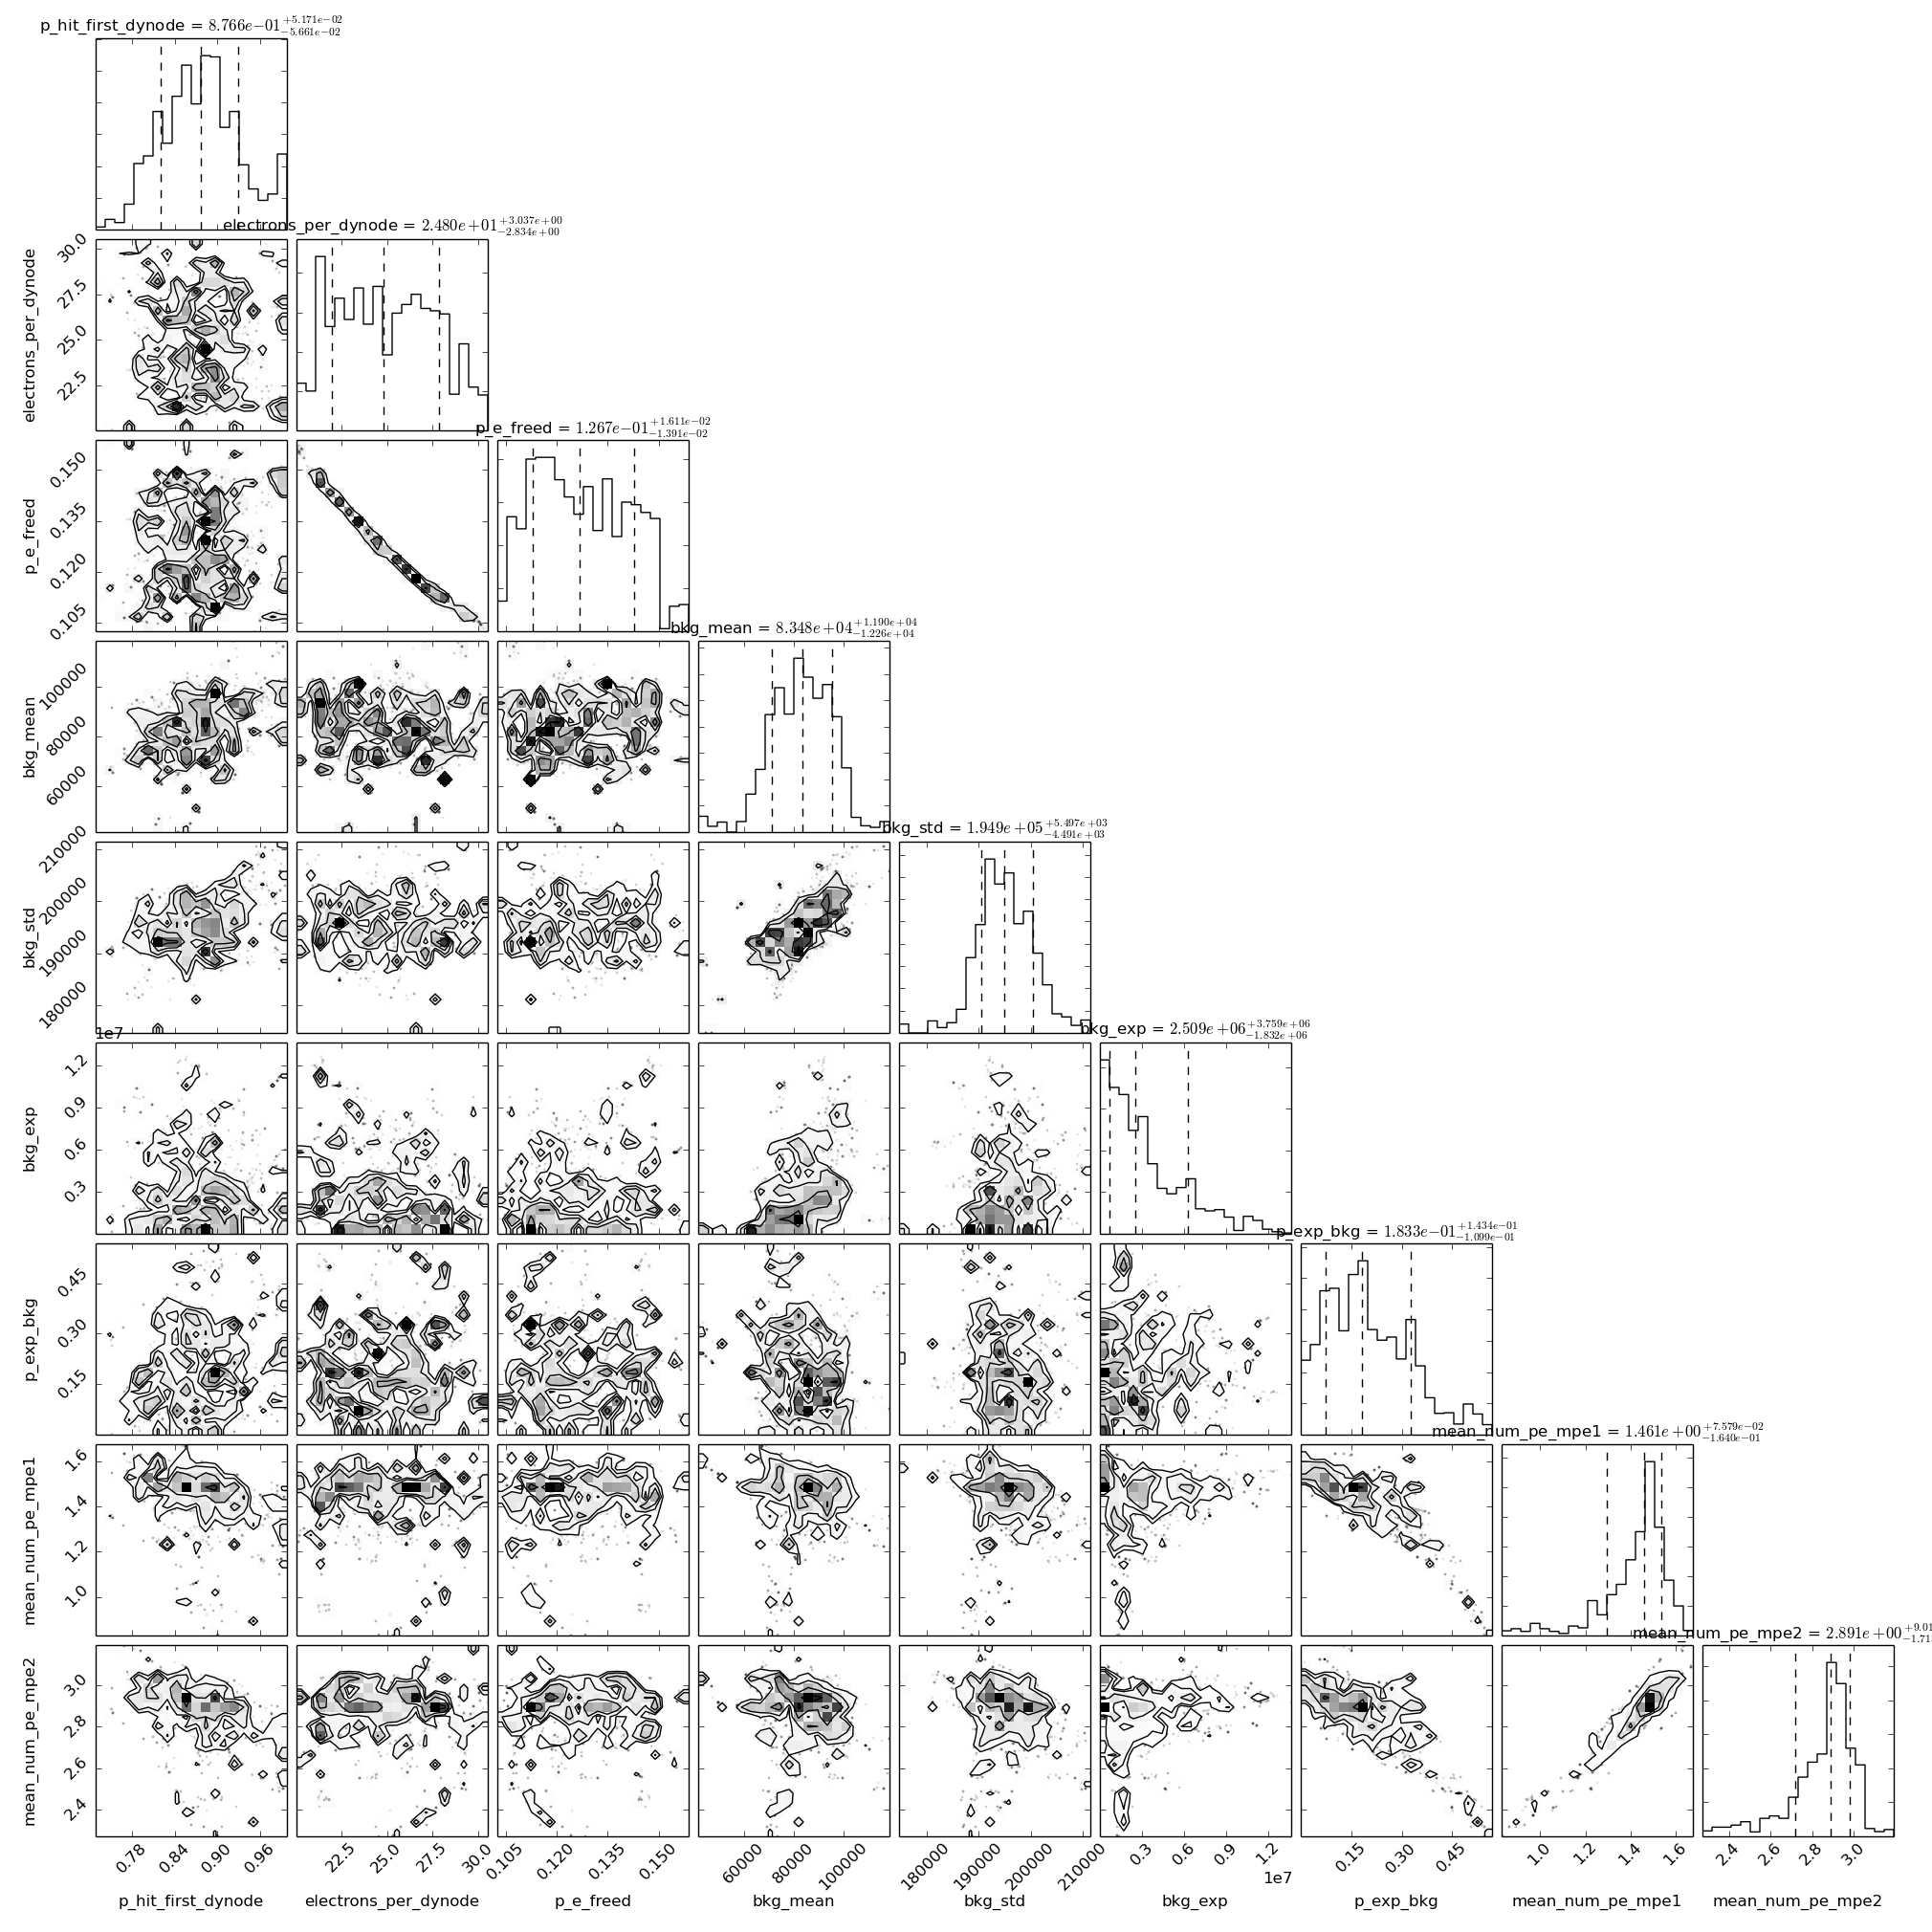 p_hit_first_dynode = 8.766e−01 +5.171e−02 −5.661e−02
electrons_per_dynode = 2.480e+01 +3.037e+00 −2.834e+00
electrons_per_dynode
30.0
27.5
25.0
22.5
p_e_freed = 1.267e−01 +1.611e−02 −1.391e−02
p_e_freed
0.150
0.135
0.120
0.105
bkg_mean = 8.348e+04 +1.190e+04 −1.226e+04
bkg_mean
100000
80000
60000
bkg_std = 1.949e+05 +5.497e+03 −4.491e+03
bkg_std
210000
200000
190000
180000
1e7
bkg_exp = 2.509e+06 +3.759e+06 −1.832e+06
bkg_exp
1.2
0.9
0.6
0.3
p_exp_bkg = 1.833e−01 +1.434e−01 −1.099e−01
p_exp_bkg
0.45
0.30
0.15
mean_num_pe_mpe1 = 1.461e+00 +7.579e−02 −1.640e−01
mean_num_pe_mpe1
1.6
1.4
1.2
1.0
mean_num_pe_mpe2 = 2.891e+00 +9.01 −1.71
mean_num_pe_mpe2
3.0
2.8
2.6
2.4
0.78 0.84 0.90 0.96 22.5 25.0 27.5 30.0 0.105 0.120 0.135 0.150 60000 80000 100000 180000 190000 200000 210000 0.3 0.6 0.9 1.2 0.15 0.30 0.45 1.0 1.2 1.4 1.6 2.4 2.6 2.8 3.0
1e7
p_hit_first_dynode electrons_per_dynode p_e_freed bkg_mean bkg_std bkg_exp p_exp_bkg mean_num_pe_mpe1 mean_num_pe_mpe2